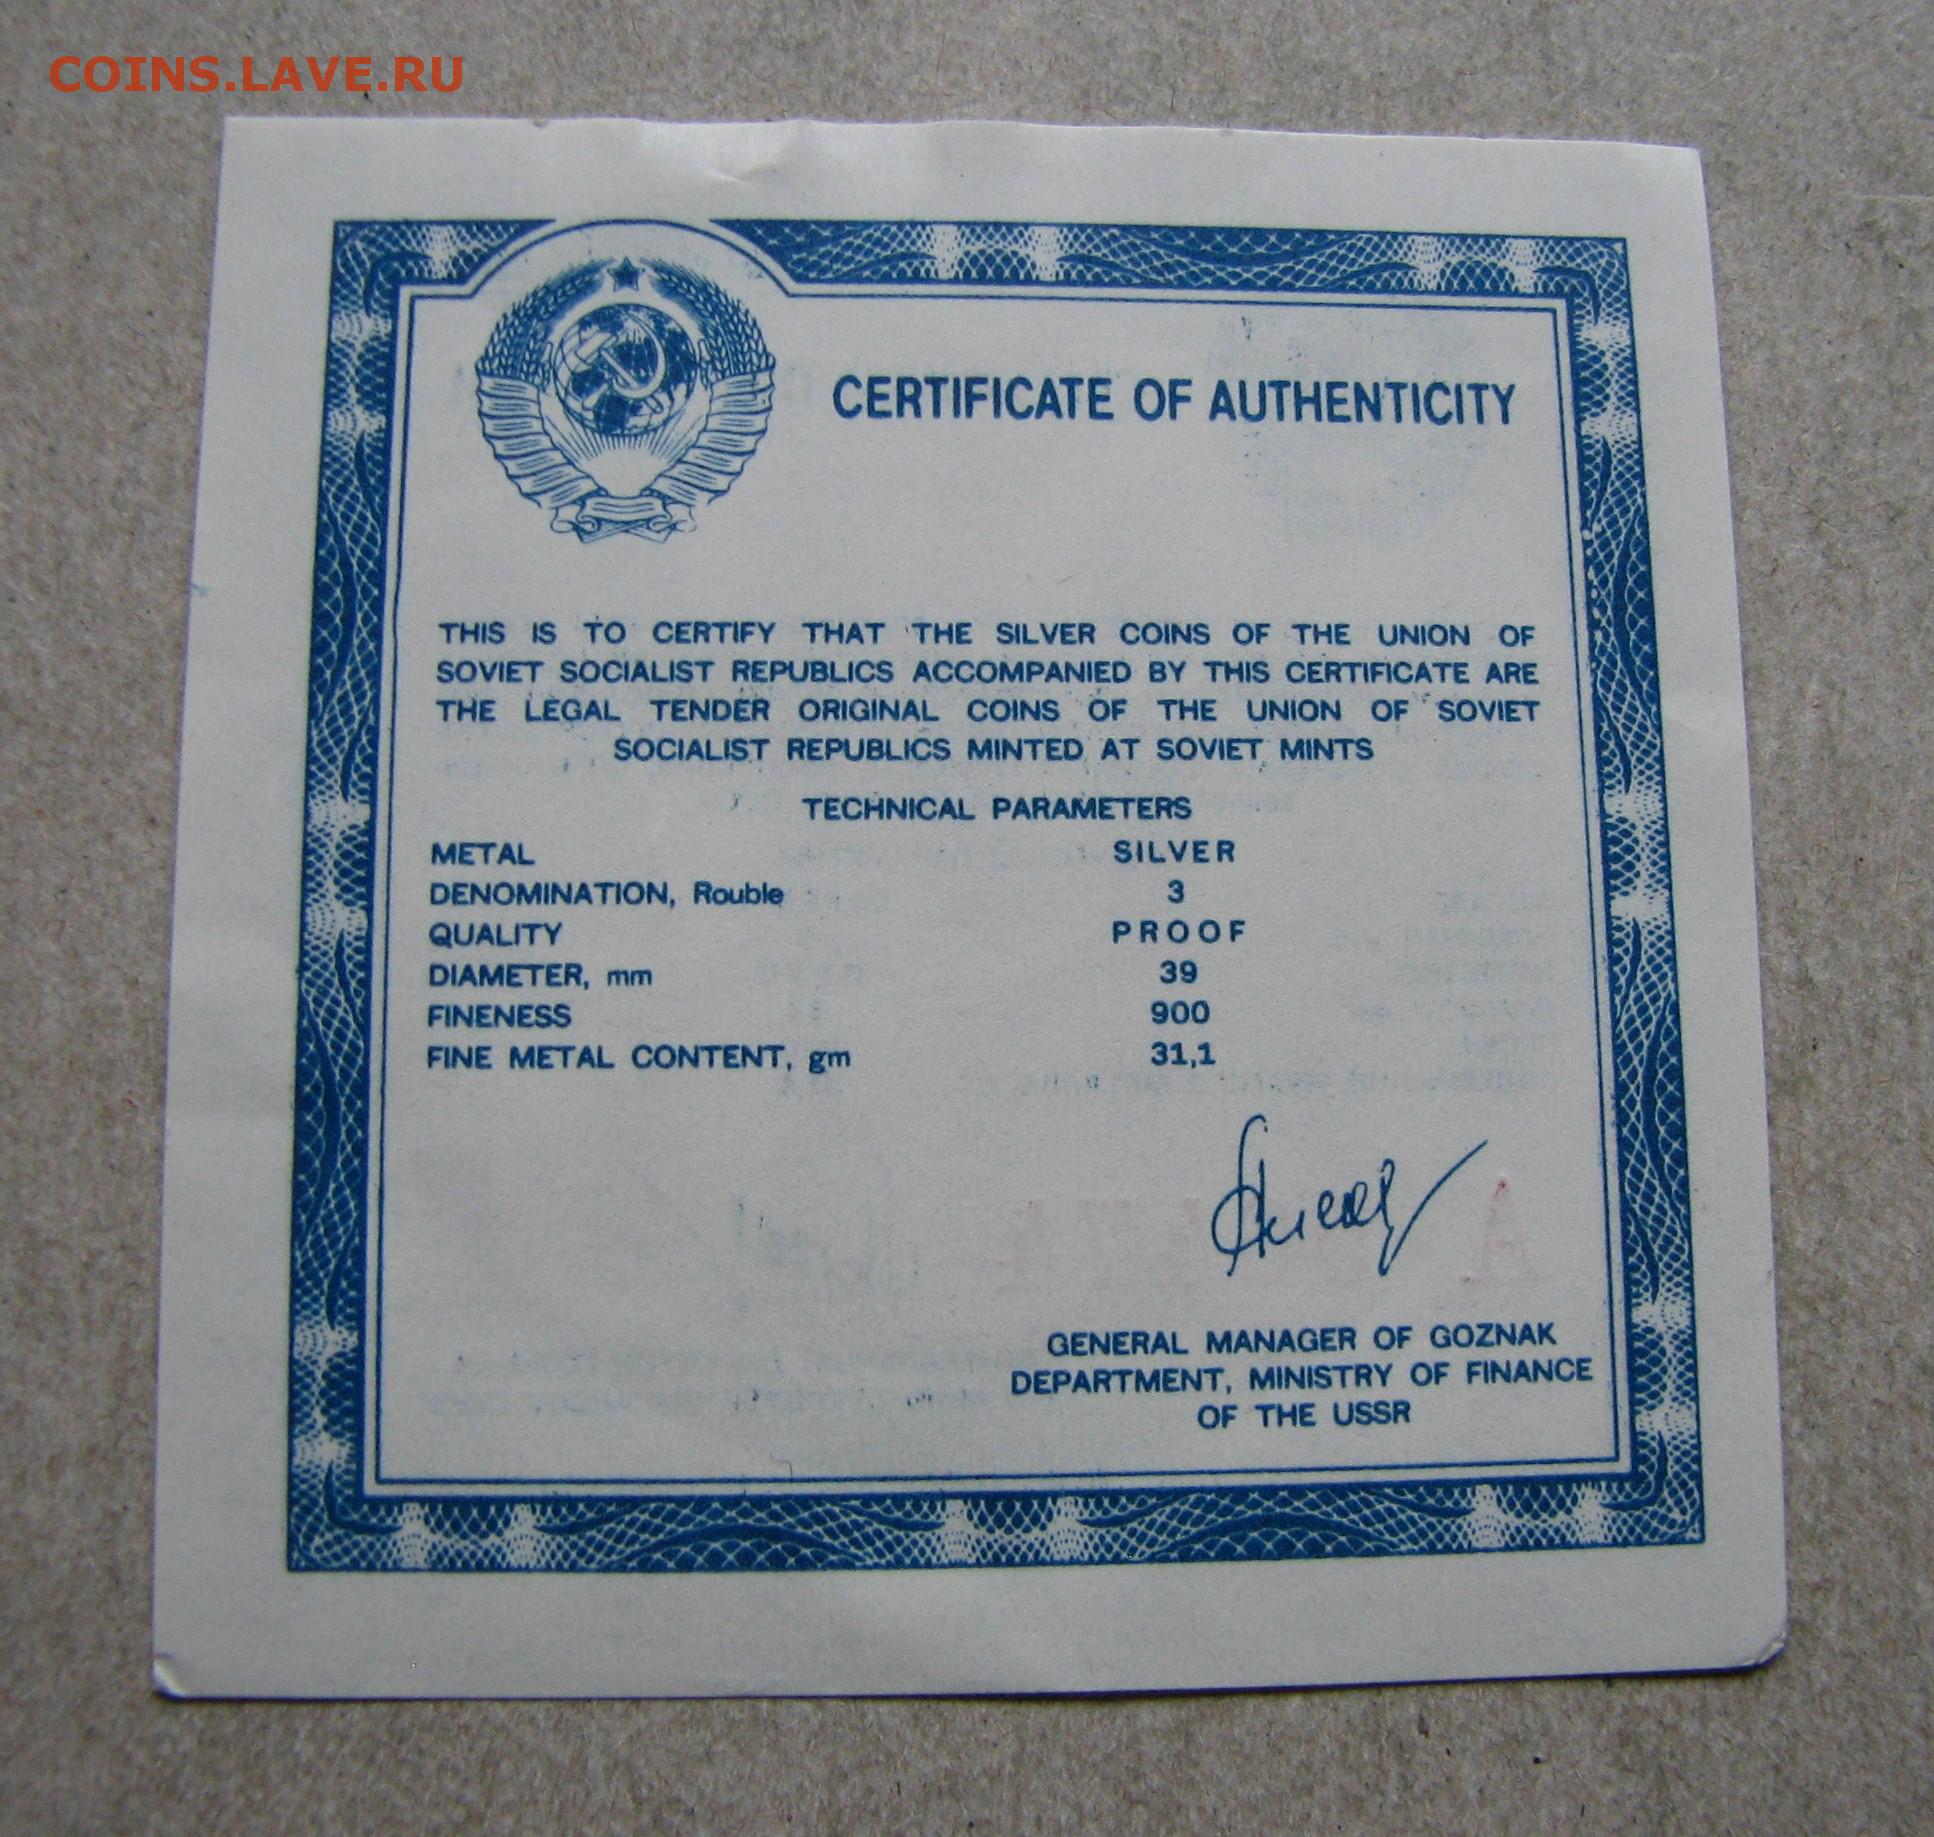 COINS.LAVE.RU
CERTIFICATE OF AUTHENTICITY
THIS IS TO CERTIFY THAT THE SILVER COINS OF THE UNION OF
SOVIET SOCIALIST REPUBLICS ACCOMPANIED BY THIS CERTIFICATE ARE
THE LEGAL TENDER ORIGINAL COINS OF THE UNION OF SOVIET
SOCIALIST REPUBLICS MINTED AT SOVIET MINTS
TECHNICAL PARAMETERS
METAL SILVER
DENOMINATION, Rouble 3
QUALITY PROOF
DIAMETER, mm 39
FINENESS 900
FINE METAL CONTENT, gm 31,1
GENERAL MANAGER OF GOZNAK
DEPARTMENT, MINISTRY OF FINANCE
OF THE USSR